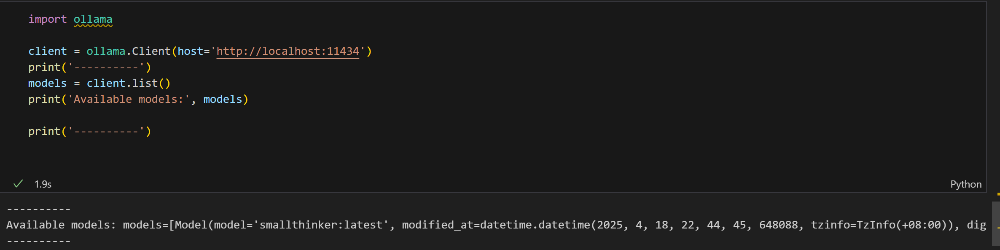 import ollama
client = ollama.Client(host='http://localhost:11434')
print('----------')
models = client.list()
print('Available models:', models)
print('----------')
1.9s
Python
----------
Available models: models=[Model(model='smallthinker:latest', modified_at=datetime.datetime(2025, 4, 18, 22, 44, 45, 648088, tzinfo=TzInfo(+08:00)), dig
----------